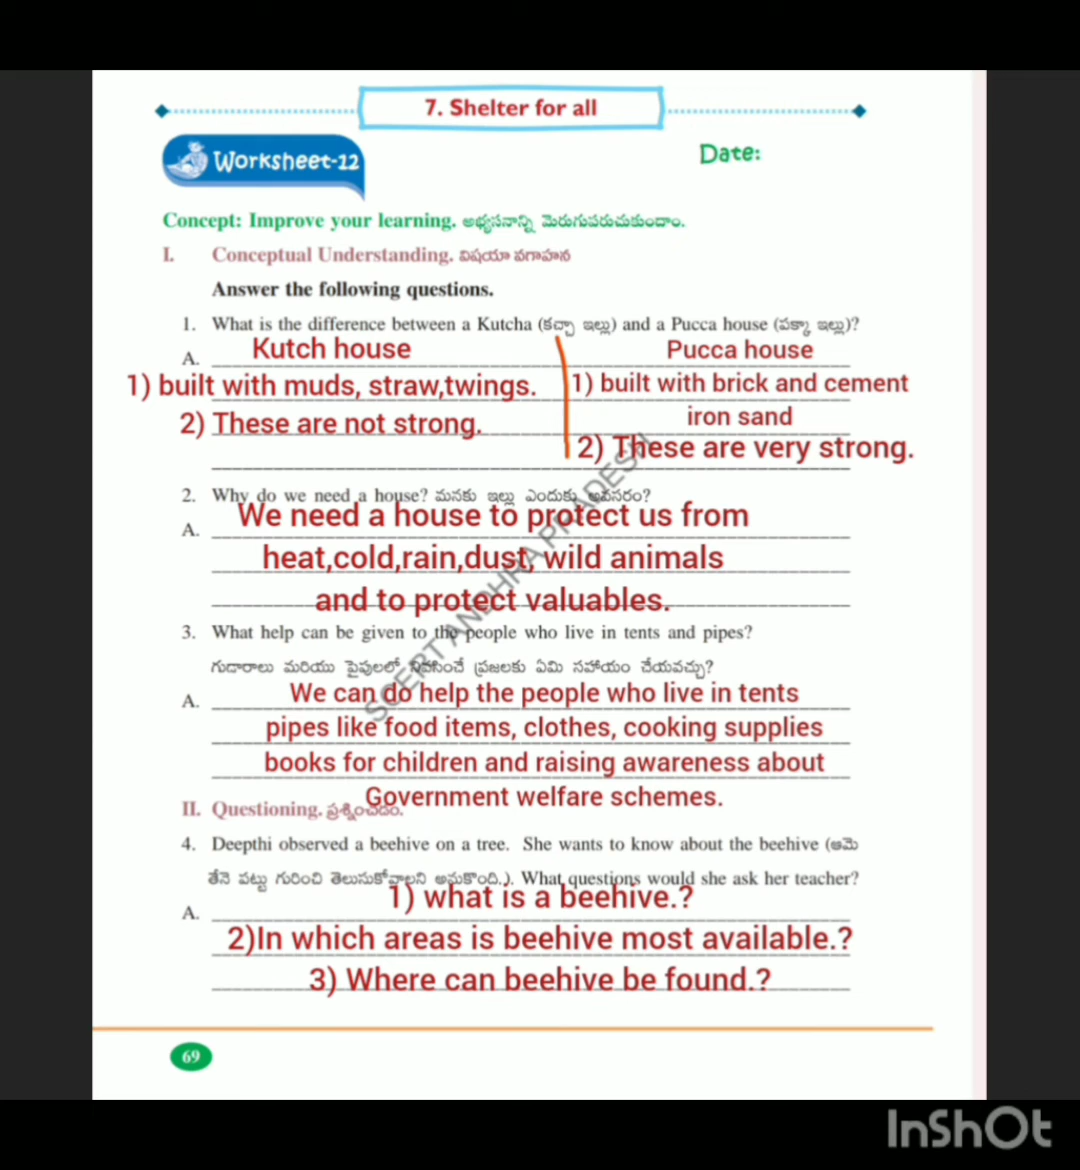 7. Shelter for all
Worksheet-12
Date:
Concept: Improve your learning. అభ్యసనాన్ని మెరుగుపరుచుకుందాం.
I. Conceptual Understanding. విషయావగాహన
Answer the following questions.
1. What is the difference between a Kutcha (కచ్చా ఇల్లు) and a Pucca house (పక్కా ఇల్లు)?
A. Kutch house Pucca house
1) built with muds, straw,twings. 1) built with brick and cement
iron sand
2) These are not strong. 2) These are very strong.
2. Why do we need a house? మనకు ఇల్లు ఎందుకు అవసరం?
A. We need a house to protect us from
heat,cold,rain,dust, wild animals
and to protect valuables.
3. What help can be given to the people who live in tents and pipes?
గుడారాలు మరియు పైపులలో నివసించే ప్రజలకు ఏమి సహాయం చేయవచ్చు?
A. We can do help the people who live in tents
pipes like food items, clothes, cooking supplies
books for children and raising awareness about
Government welfare schemes.
II. Questioning. ప్రశ్నించడం.
4. Deepthi observed a beehive on a tree. She wants to know about the beehive (ఆమె
తేనె పట్టు గురించి తెలుసుకోవాలని అనుకొంది.). What questions would she ask her teacher?
A. 1) what is a beehive.?
2)In which areas is beehive most available.?
3) Where can beehive be found.?
69
SCERT ANDHRA PRADESH
InShOt